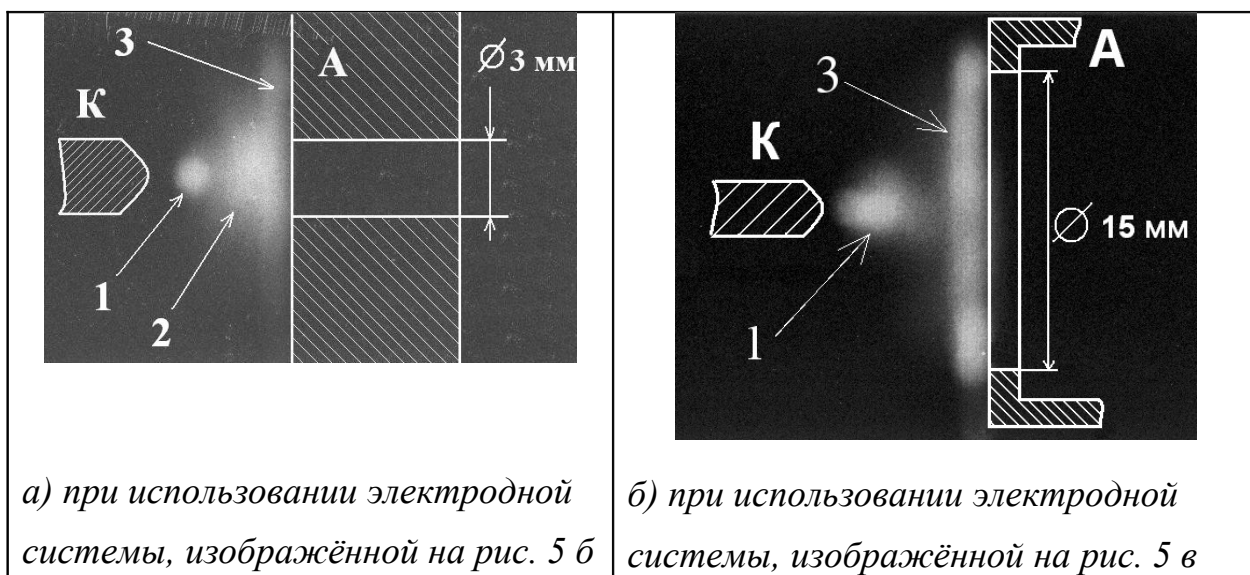 3
А
Ø 3 мм
К
1
2
А
3
К
Ø 15 мм
1
а) при использовании электродной
системы, изображённой на рис. 5 б
б) при использовании электродной
системы, изображённой на рис. 5 в